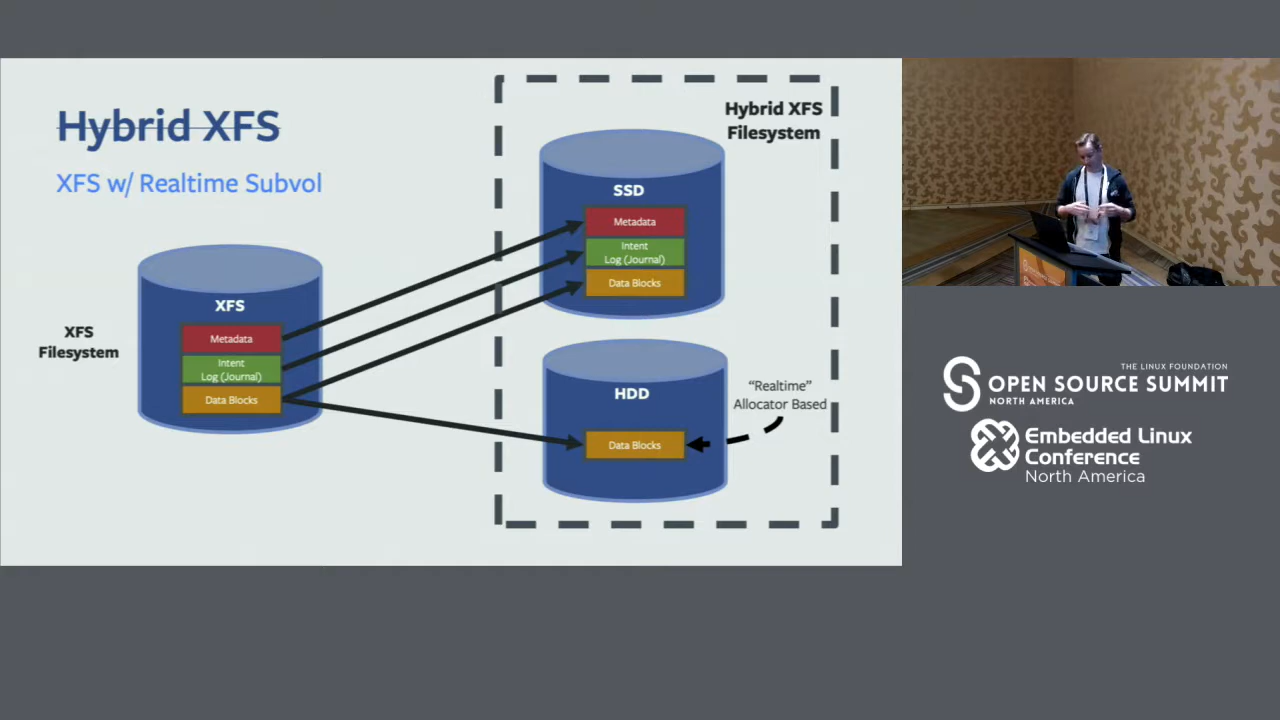 Hybrid XFS
XFS w/ Realtime Subvol
XFS
Filesystem
XFS
Metadata
Intent
Log (Journal)
Data Blocks
Hybrid XFS
Filesystem
SSD
Metadata
Intent
Log (Journal)
Data Blocks
HDD
Data Blocks
“Realtime”
Allocator Based
THE LINUX FOUNDATION
OPEN SOURCE SUMMIT
NORTH AMERICA
Embedded Linux
Conference
North America